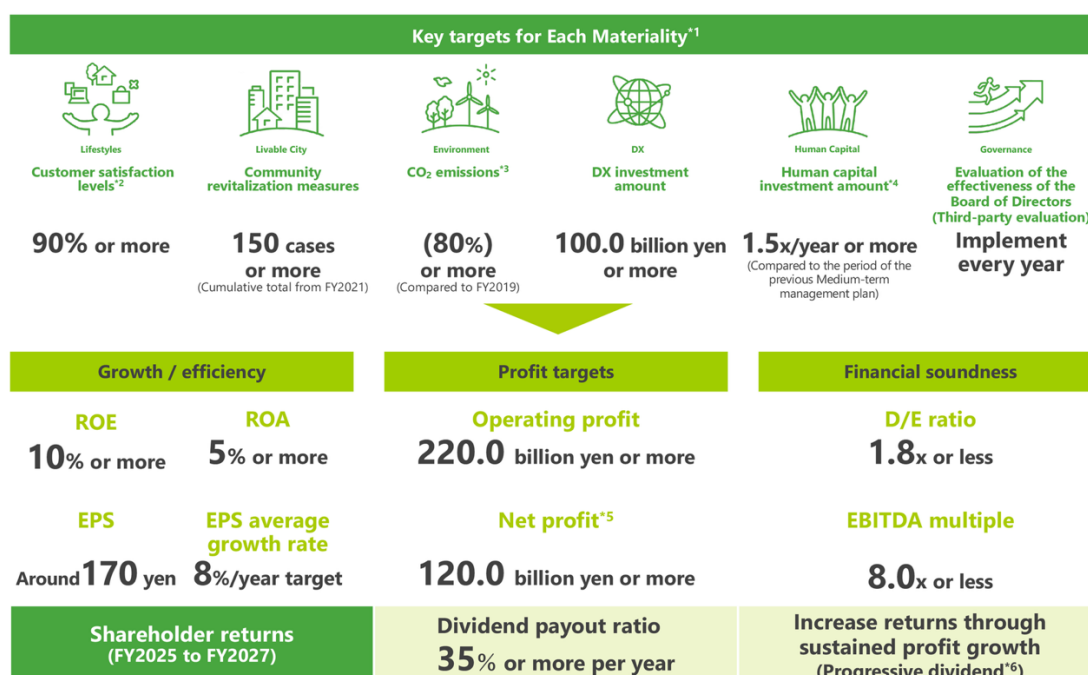 Key targets for Each Materiality*1
Lifestyles
Customer satisfaction
levels*2
90% or more
Livable City
Community
revitalization measures
150 cases
or more
(Cumulative total from FY2021)
Environment
CO₂ emissions*3
(80%)
or more
(Compared to FY2019)
DX
DX investment
amount
100.0 billion yen
or more
Human Capital
Human capital
investment amount*4
1.5x/year or more
(Compared to the period of the
previous Medium-term
management plan)
Governance
Evaluation of the
effectiveness of the
Board of Directors
(Third-party evaluation)
Implement
every year
Growth / efficiency
ROE
10% or more
ROA
5% or more
EPS
Around 170 yen
EPS average
growth rate
8%/year target
Profit targets
Operating profit
220.0 billion yen or more
Net profit*5
120.0 billion yen or more
Financial soundness
D/E ratio
1.8x or less
EBITDA multiple
8.0x or less
Shareholder returns
(FY2025 to FY2027)
Dividend payout ratio
35% or more per year
Increase returns through
sustained profit growth
(Progressive dividend*6)